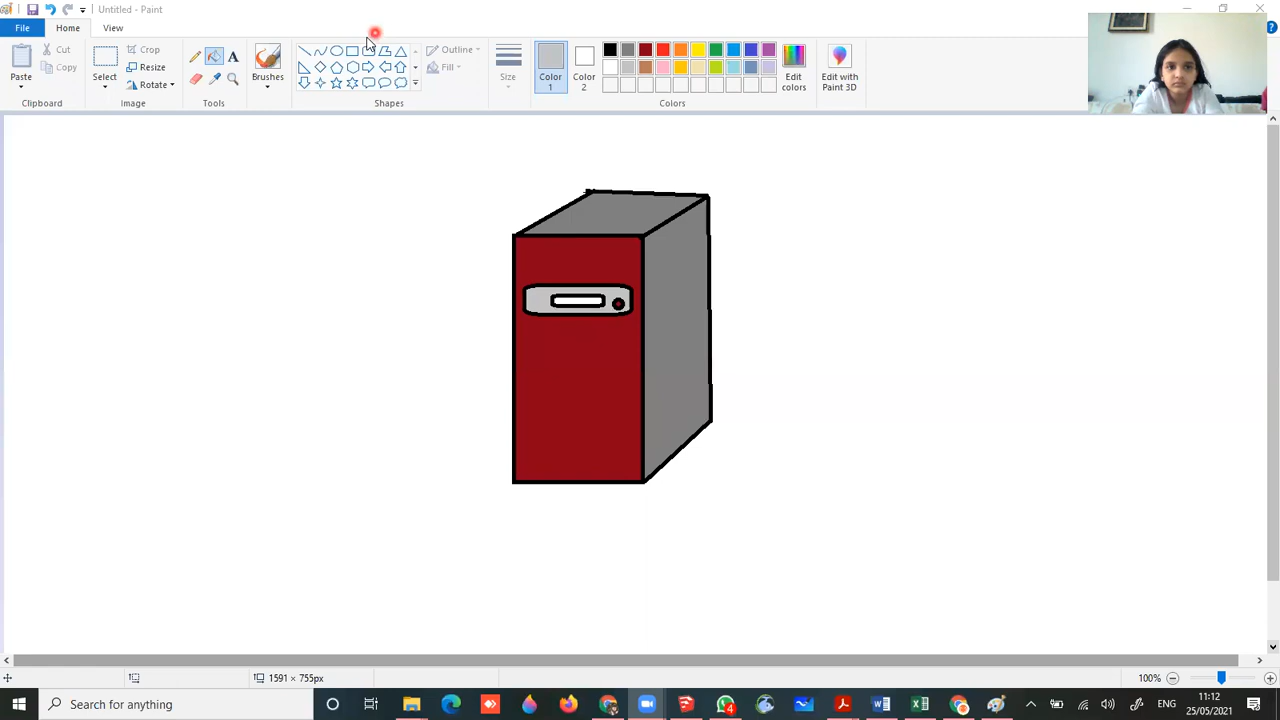 Untitled - Paint
File Home View
Paste
Cut
Copy
Clipboard
Select
Crop
Resize
Rotate
Image
Tools
Brushes
Shapes
Outline
Fill
Size
Color 1
Color 2
Edit colors
Colors
Edit with Paint 3D
1591 × 755px
100%
Search for anything
4
ENG
11:12
25/05/2021